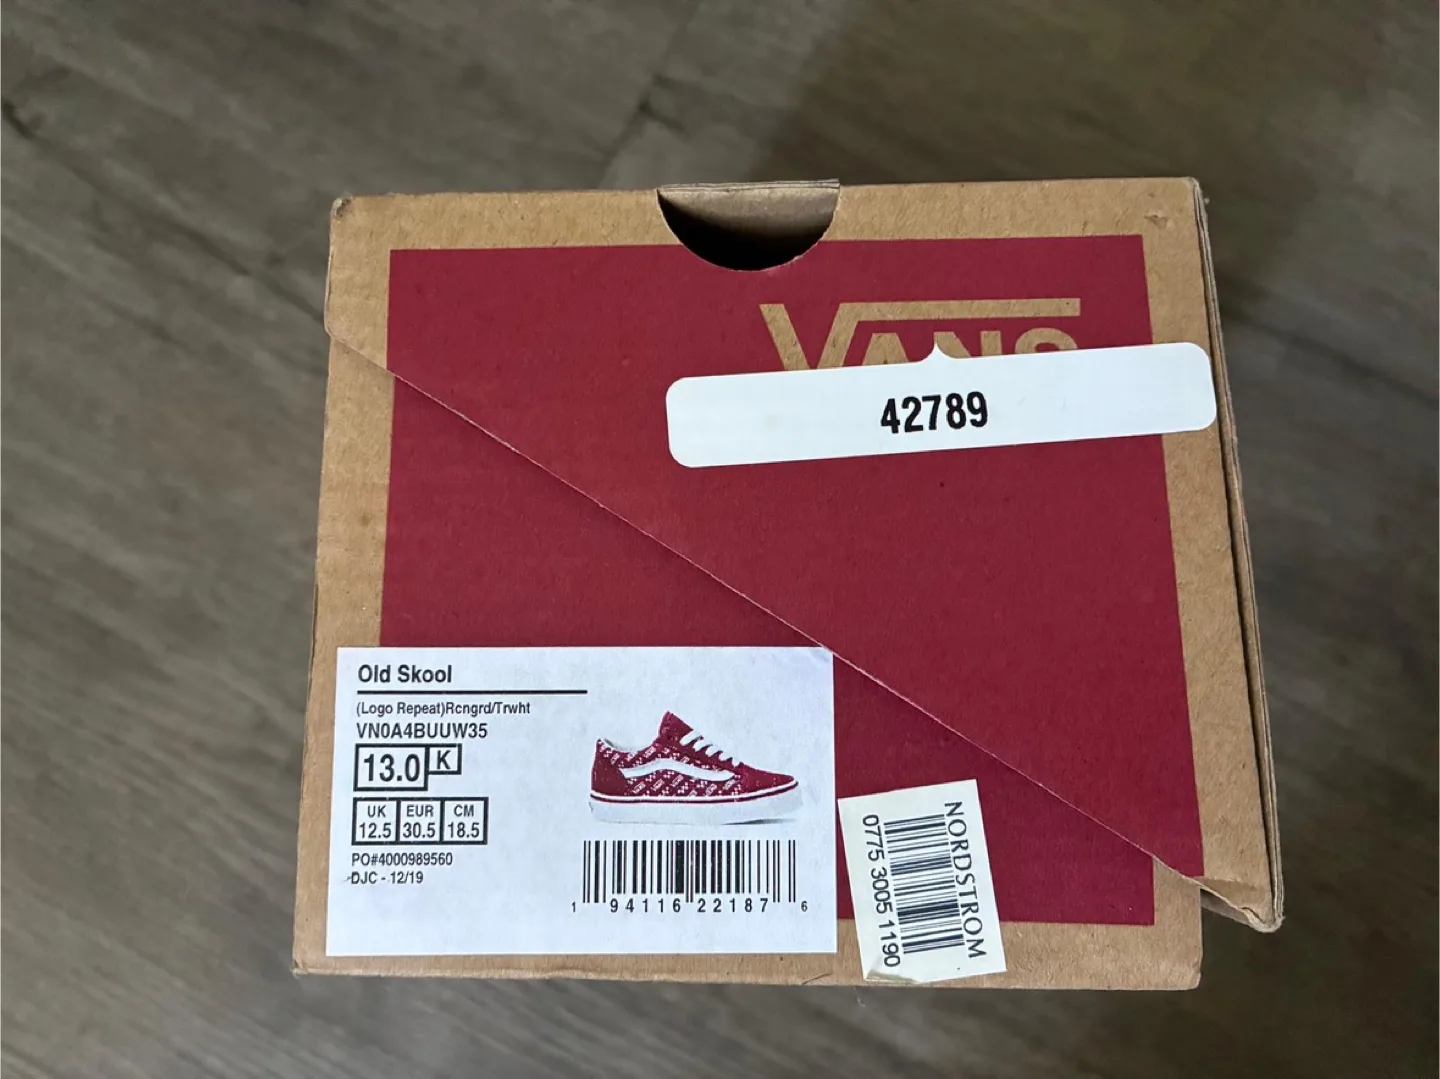 VANS
42789
Old Skool
(Logo Repeat)Rcngrd/Trwht
VN0A4BUUW35
13.0 K
UK EUR CM
12.5 30.5 18.5
PO#4000989560
DJC - 12/19
1 94116 22187 6
NORDSTROM
0775 3005 1190